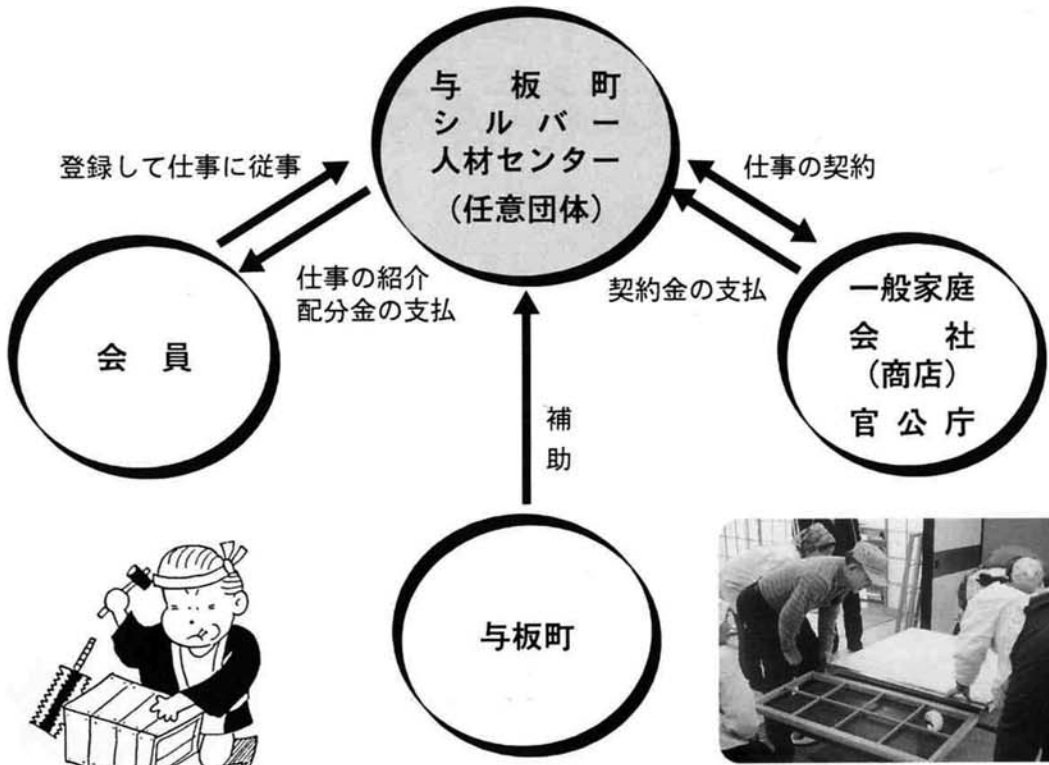 与板町
シルバー
人材センター
(任意団体)
登録して仕事に従事
仕事の契約
仕事の紹介
配分金の支払
契約金の支払
会員
一般家庭
会社
(商店)
官公庁
補助
与板町